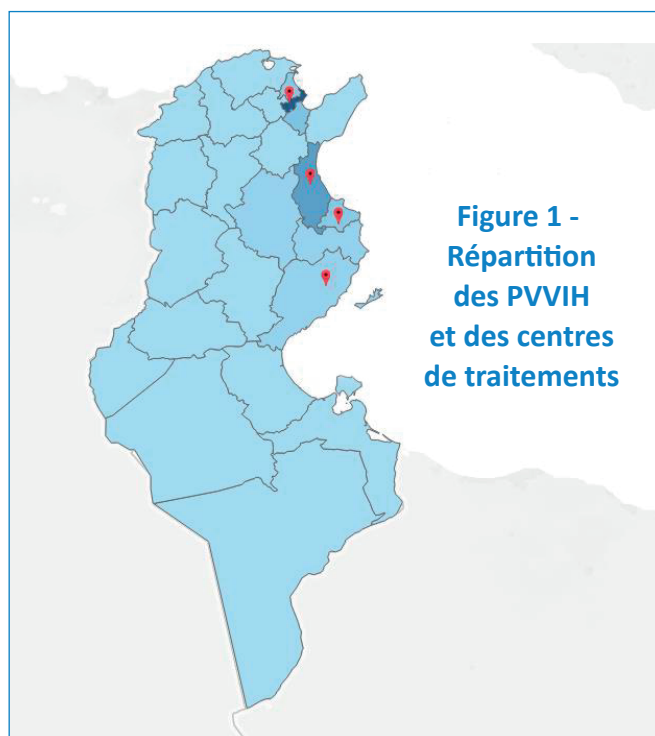 Figure 1 -
Répartition
des PVVIH
et des centres
de traitements